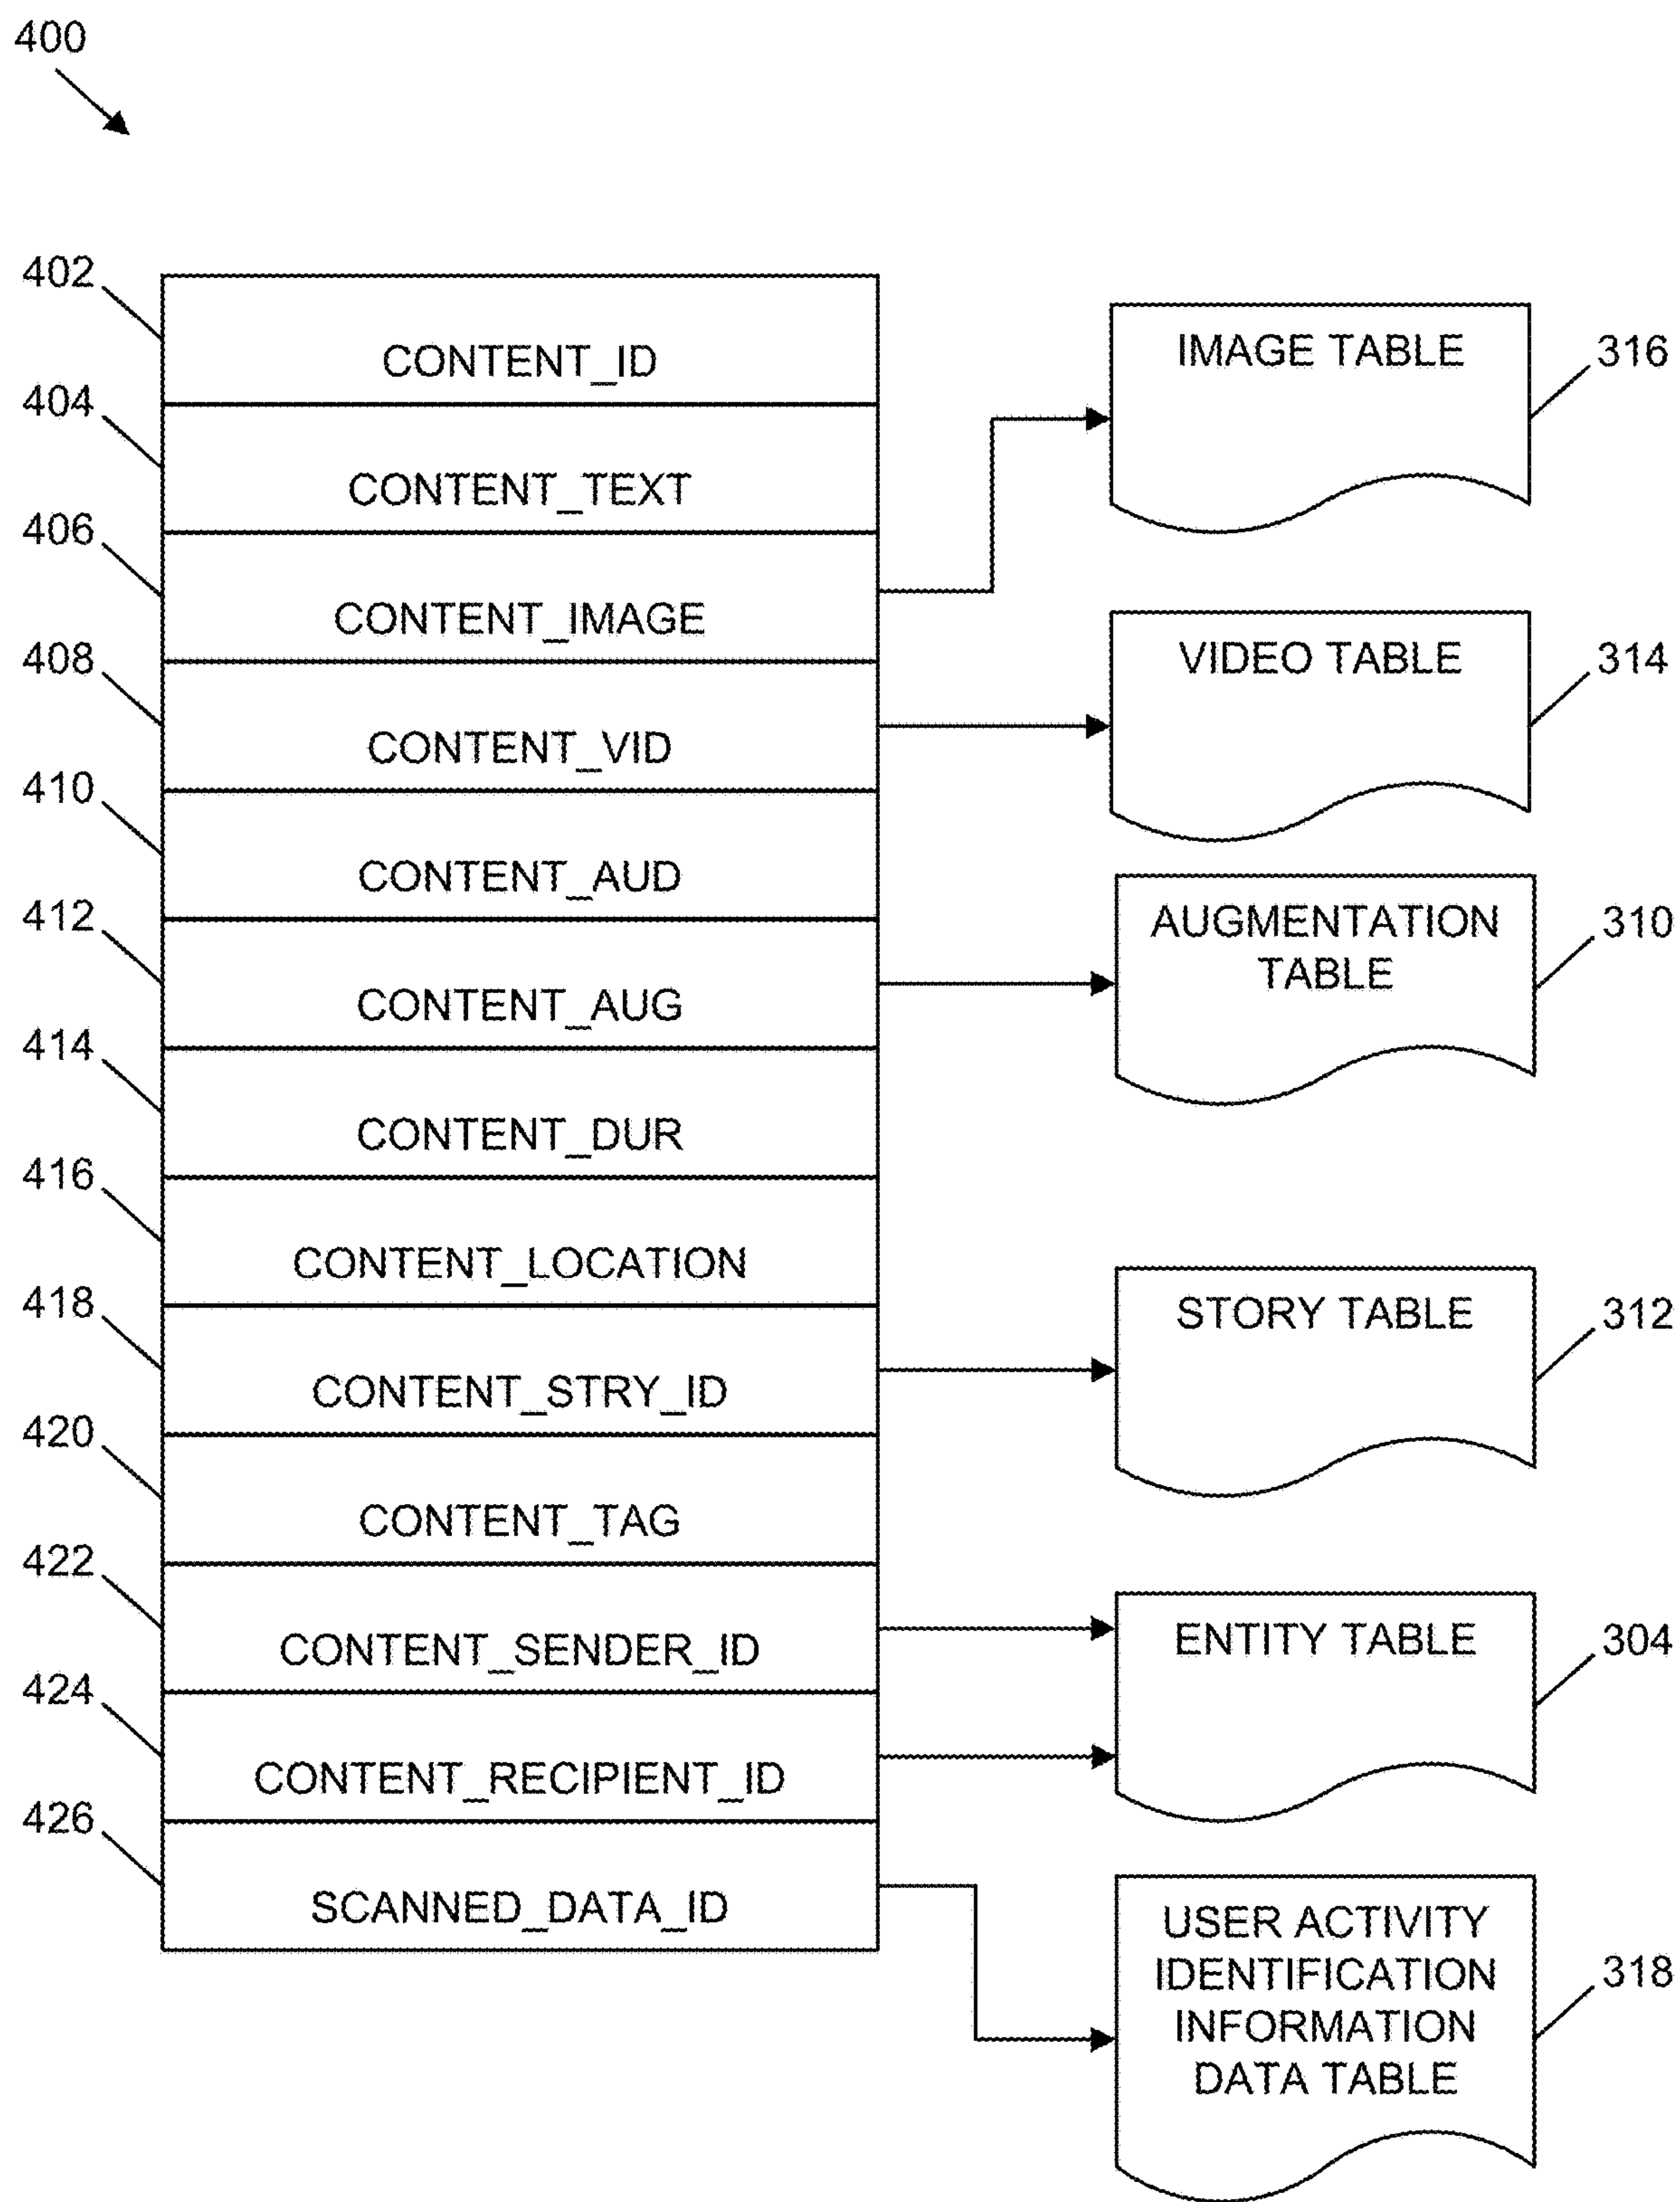 400
402
CONTENT_ID
404
CONTENT_TEXT
406
CONTENT_IMAGE
408
CONTENT_VID
410
CONTENT_AUD
412
CONTENT_AUG
414
CONTENT_DUR
416
CONTENT_LOCATION
418
CONTENT_STRY_ID
420
CONTENT_TAG
422
CONTENT_SENDER_ID
424
CONTENT_RECIPIENT_ID
426
SCANNED_DATA_ID
IMAGE TABLE
316
VIDEO TABLE
314
AUGMENTATION
TABLE
310
STORY TABLE
312
ENTITY TABLE
304
USER ACTIVITY
IDENTIFICATION
INFORMATION
DATA TABLE
318